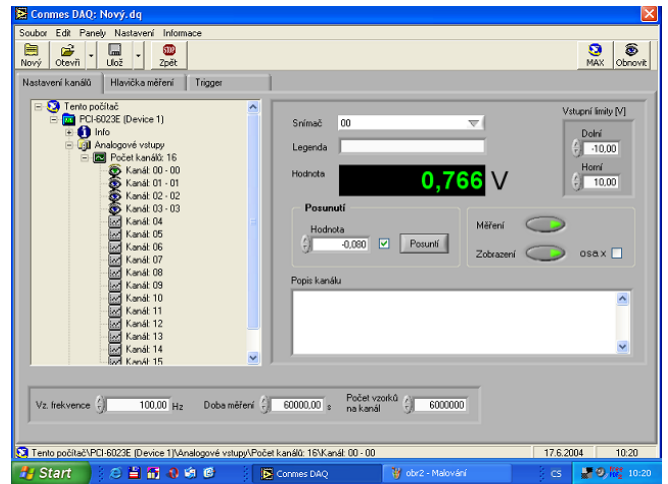 Conmes DAQ: Nový.dq
Soubor Edit Panely Nastavení Informace
Nový Otevři Ulož Zpět MAX Obnovit
STOP
Nastavení kanálů Hlavička měření Trigger
Tento počítač
PCI-6023E (Device 1)
Info
Analogové vstupy
Počet kanálů: 16
Kanál: 00 - 00
Kanál: 01 - 01
Kanál: 02 - 02
Kanál: 03 - 03
Kanál: 04
Kanál: 05
Kanál: 06
Kanál: 07
Kanál: 08
Kanál: 09
Kanál: 10
Kanál: 11
Kanál: 12
Kanál: 13
Kanál: 14
Kanál: 15
Snímač 00
Legenda
Hodnota 0,766 V
Vstupní limity [V]
Dolní
-10,00
Horní
10,00
Posunutí
Hodnota
-0,080 Posuntí
Měření
Zobrazení osa x
Popis kanálu
Vz. frekvence 100,00 Hz Doba měření 60000,00 s Počet vzorků na kanál 6000000
Tento počítač\PCI-6023E (Device 1)\Analogové vstupy\Počet kanálů: 16\Kanál: 00 - 00 17.6.2004 10:20
Start Conmes DAQ obr2 - Malování CS 10:20